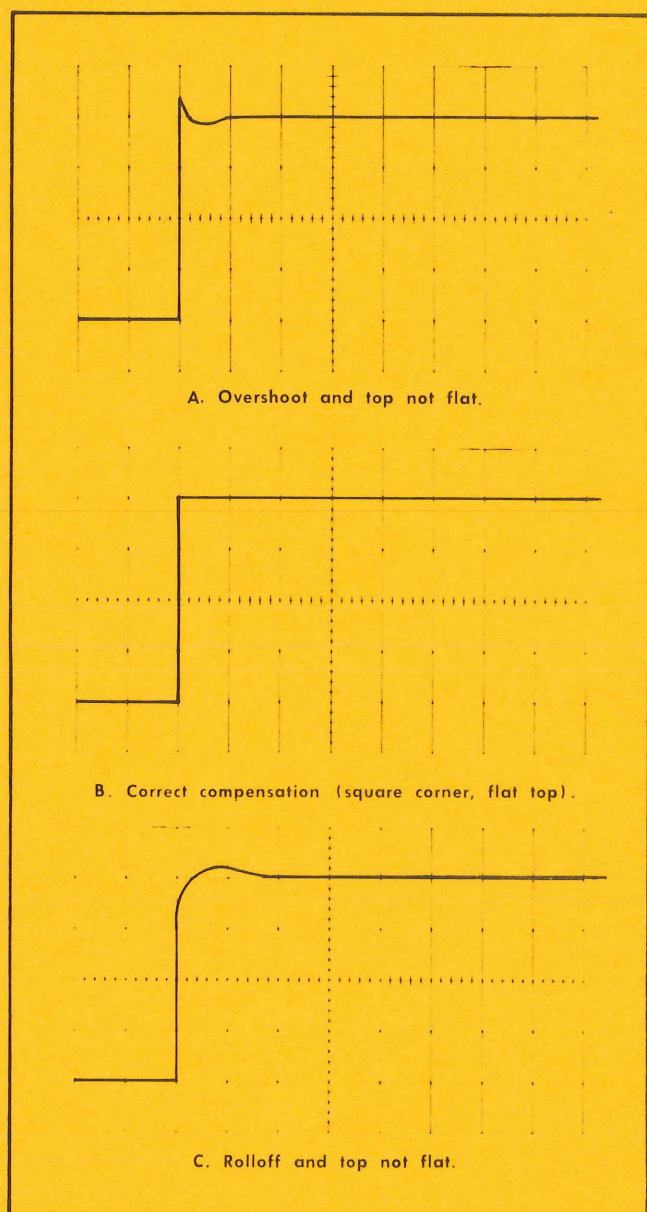 A. Overshoot and top not flat.
B. Correct compensation (square corner, flat top).
C. Rolloff and top not flat.